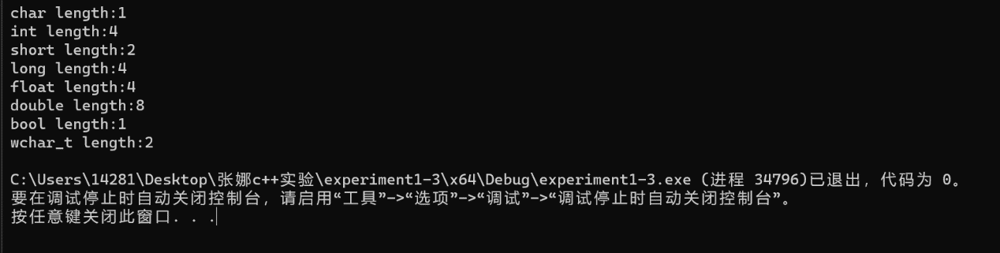 char length:1
int length:4
short length:2
long length:4
float length:4
double length:8
bool length:1
wchar_t length:2
C:\Users\14281\Desktop\张娜c++实验\experiment1-3\x64\Debug\experiment1-3.exe (进程 34796)已退出，代码为 0。
要在调试停止时自动关闭控制台，请启用“工具”->“选项”->“调试”->“调试停止时自动关闭控制台”。
按任意键关闭此窗口. . .